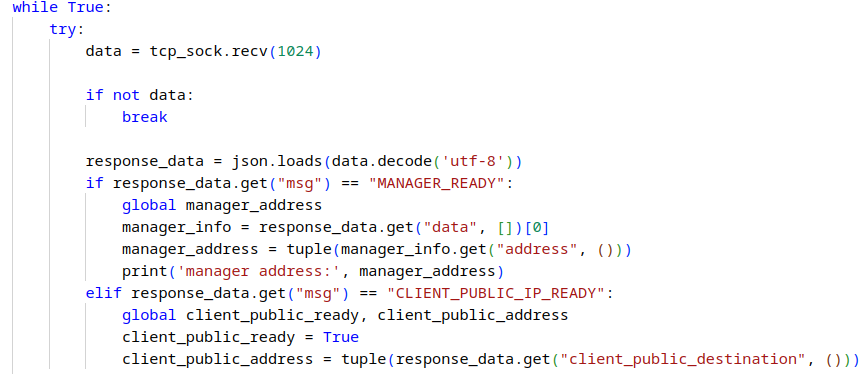 while True:
    try:
        data = tcp_sock.recv(1024)

        if not data:
            break

        response_data = json.loads(data.decode('utf-8'))
        if response_data.get("msg") == "MANAGER_READY":
            global manager_address
            manager_info = response_data.get("data", [])[0]
            manager_address = tuple(manager_info.get("address", ()))
            print('manager address:', manager_address)
        elif response_data.get("msg") == "CLIENT_PUBLIC_IP_READY":
            global client_public_ready, client_public_address
            client_public_ready = True
            client_public_address = tuple(response_data.get("client_public_destination", ()))